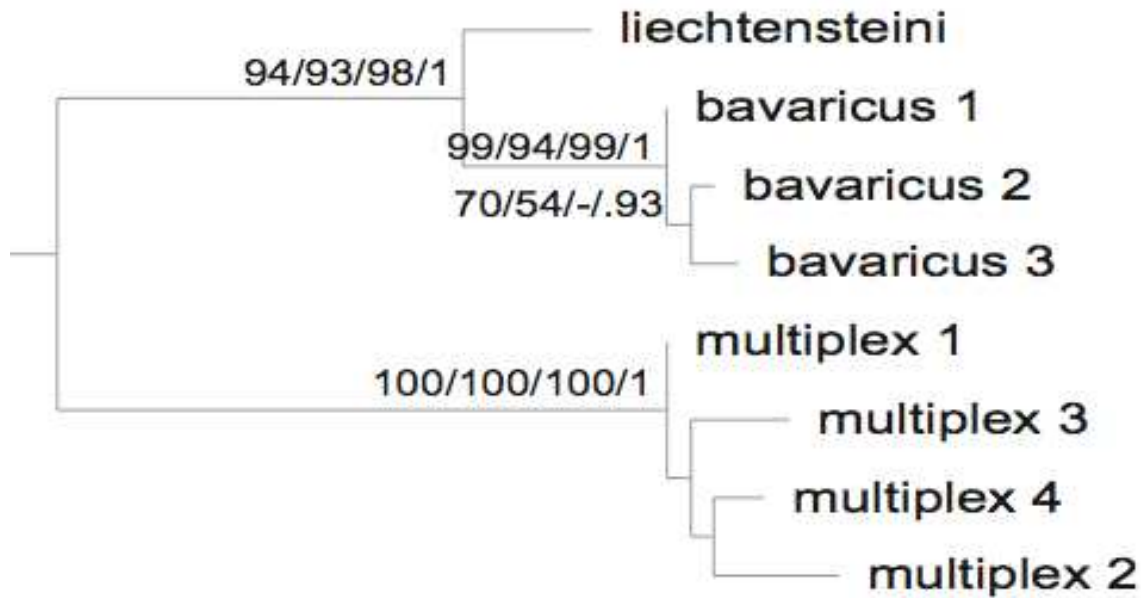 liechtensteini
94/93/98/1
bavaricus 1
99/94/99/1
bavaricus 2
70/54/-/.93
bavaricus 3
multiplex 1
100/100/100/1
multiplex 3
multiplex 4
multiplex 2